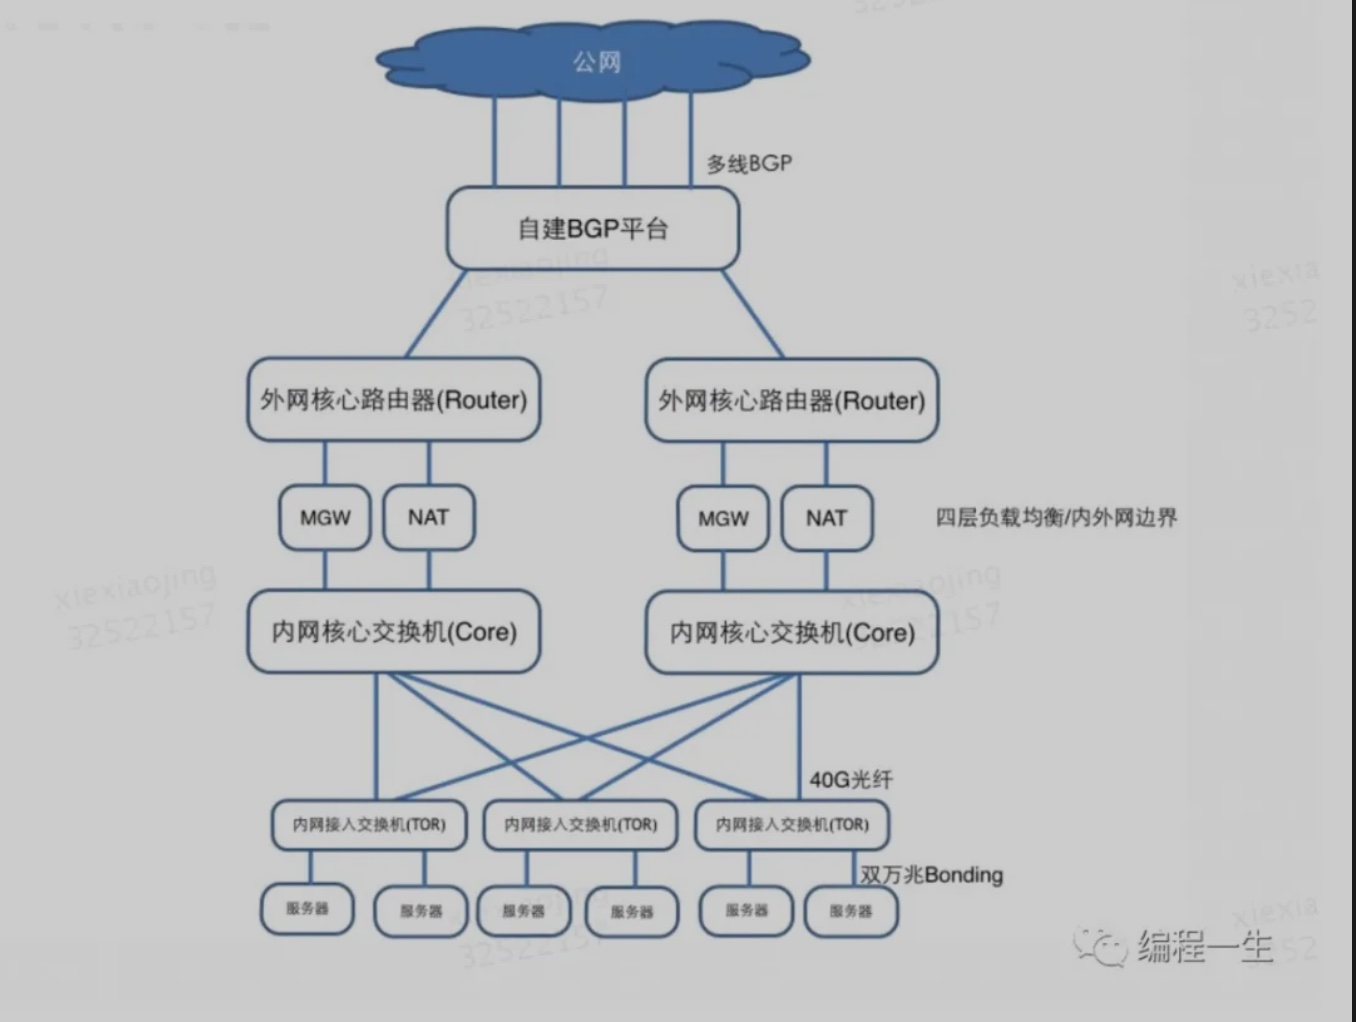 公网
多线BGP
自建BGP平台
xiexiaojing
32522157
xiexia
3252
外网核心路由器(Router)
外网核心路由器(Router)
MGW
NAT
MGW
NAT
四层负载均衡/内外网边界
xiexiaojing
32522157
内网核心交换机(Core)
内网核心交换机(Core)
40G光纤
内网接入交换机(TOR)
内网接入交换机(TOR)
内网接入交换机(TOR)
双万兆Bonding
服务器
服务器
服务器
服务器
服务器
服务器
32522157
xiexia
编程一生